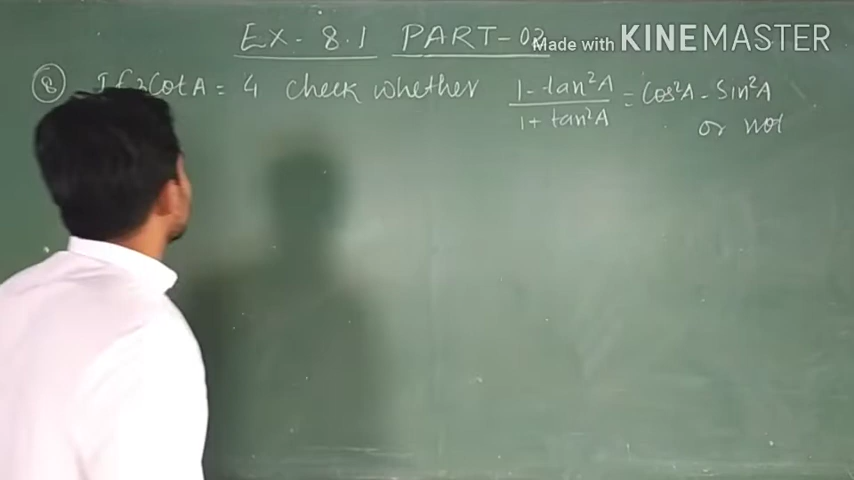 EX - 8.1 PART - 02
Made with KINEMASTER
8 If 3CotA = 4 check whether 1 - tan²A / 1 + tan²A = Cos²A - Sin²A
or not